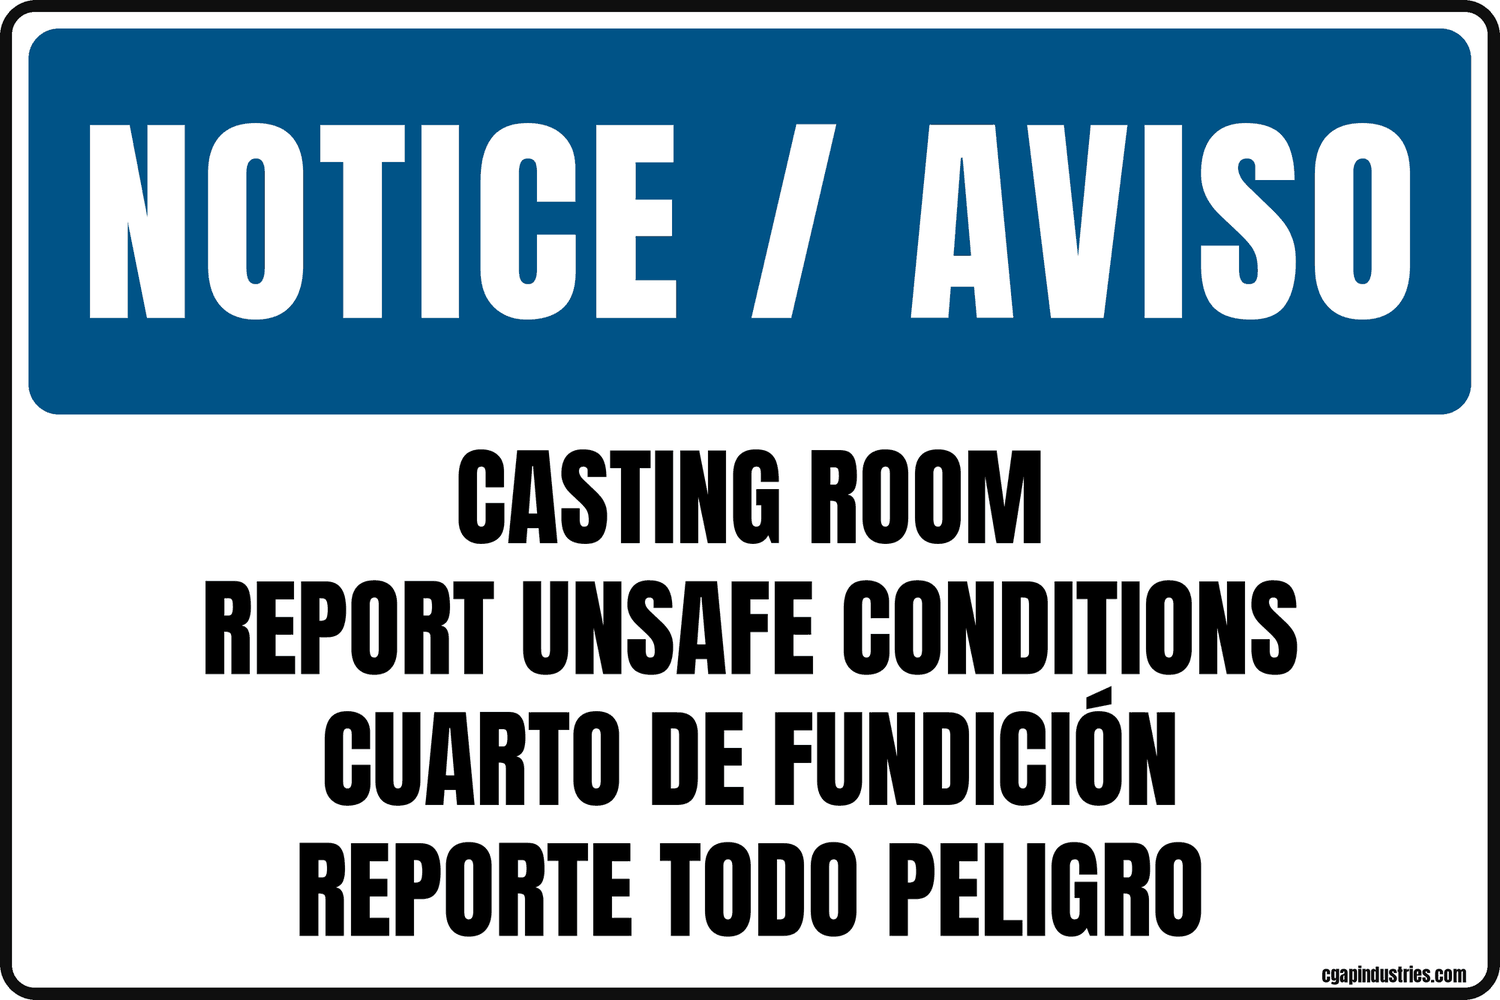 NOTICE / AVISO
CASTING ROOM
REPORT UNSAFE CONDITIONS
CUARTO DE FUNDICIÓN
REPORTE TODO PELIGRO
cgapindustries.com